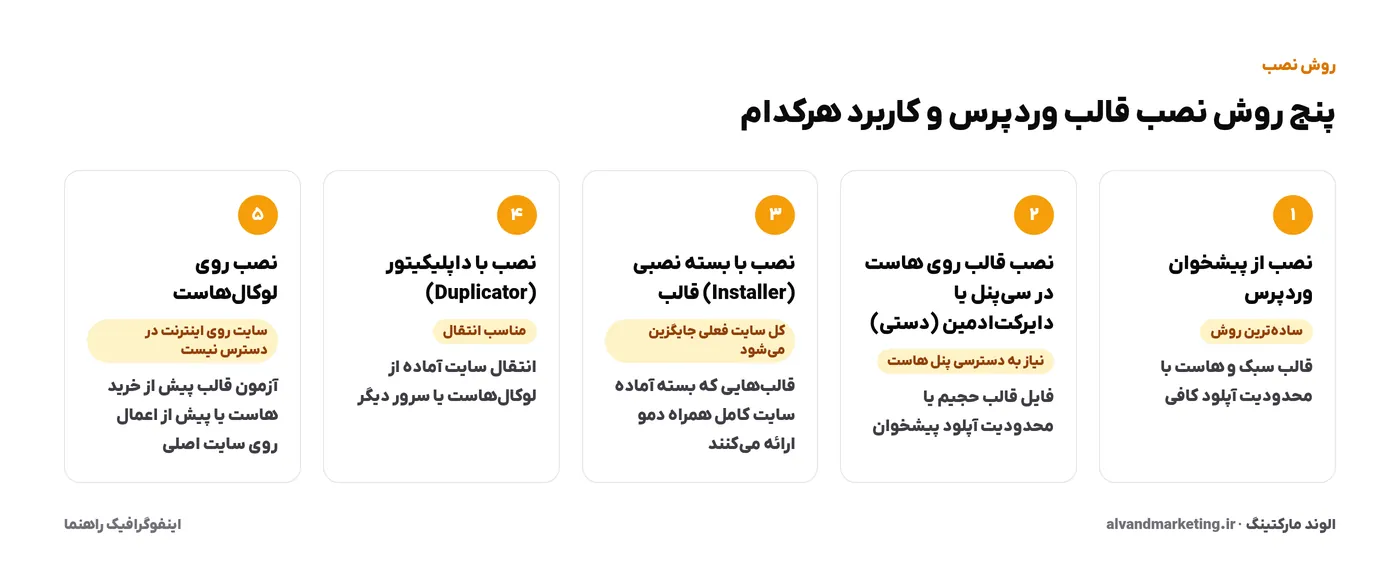 روش نصب
پنج روش نصب قالب وردپرس و کاربرد هرکدام
۱
نصب از پیشخوان
وردپرس
ساده‌ترین روش
قالب سبک و هاست با
محدودیت آپلود کافی
۲
نصب قالب روی هاست
در سی‌پنل یا
دایرکت‌ادمین (دستی)
نیاز به دسترسی پنل هاست
فایل قالب حجیم یا
محدودیت آپلود پیشخوان
۳
نصب با بسته نصبی
(Installer) قالب
کل سایت فعلی جایگزین
می‌شود
قالب‌هایی که بسته آماده
سایت کامل همراه دمو
ارائه می‌کنند
۴
نصب با داپلیکیتور
(Duplicator)
مناسب انتقال
انتقال سایت آماده از
لوکال‌هاست یا سرور دیگر
۵
نصب روی
لوکال‌هاست
سایت روی اینترنت در
دسترس نیست
آزمون قالب پیش از خرید
هاست یا پیش از اعمال
روی سایت اصلی
الوند مارکتینگ · alvandmarketing.ir
اینفوگرافیک راهنما